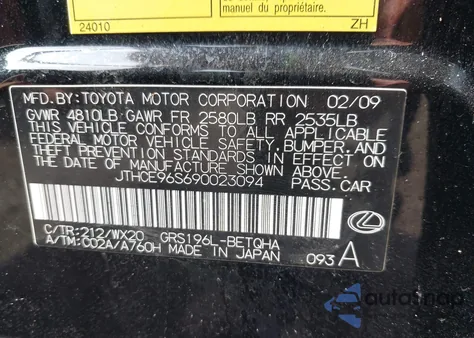 manuel du propriétaire.
24010 ZH
MFD. BY: TOYOTA MOTOR CORPORATION 02/09
GVWR 4810LB GAWR FR 2580LB RR 2535LB
THIS VEHICLE CONFORMS TO ALL APPLICABLE
FEDERAL MOTOR VEHICLE SAFETY, BUMPER, AND
THEFT PREVENTION STANDARDS IN EFFECT ON
THE DATE OF MANUFACTURE SHOWN ABOVE.
JTHCE96S690023094 PASS. CAR
C/TR: 212/WX20 GRS196L-BETQHA
A/TM: C02A/A760H MADE IN JAPAN 093 A
autosnap